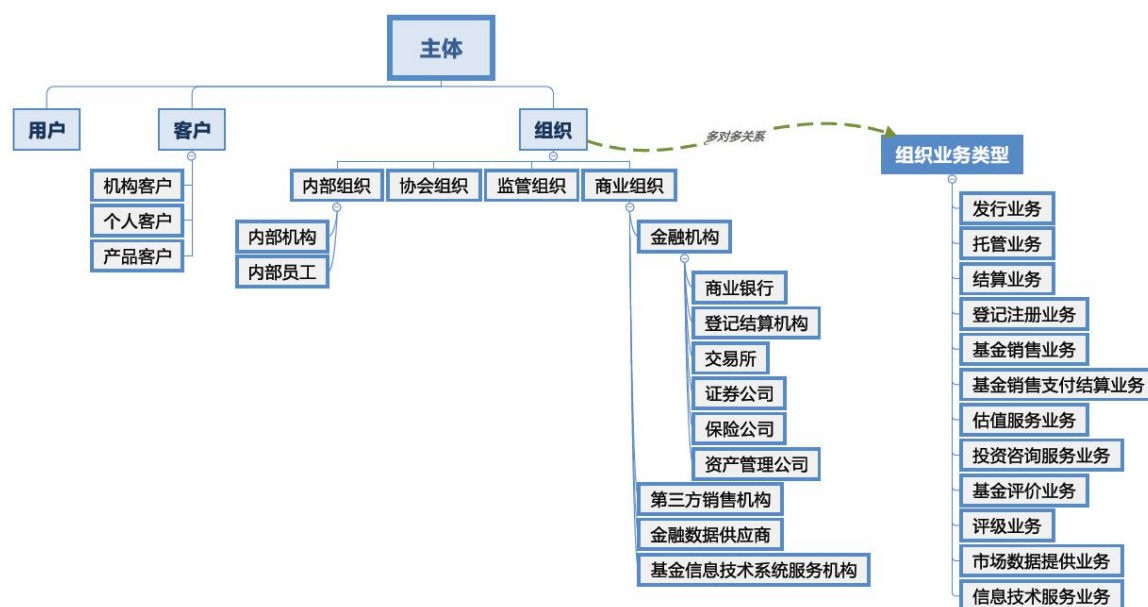 主体
用户
客户
组织
多对多关系
组织业务类型
机构客户
个人客户
产品客户
内部组织
协会组织
监管组织
商业组织
内部机构
内部员工
金融机构
商业银行
登记结算机构
交易所
证券公司
保险公司
资产管理公司
第三方销售机构
金融数据供应商
基金信息技术系统服务机构
发行业务
托管业务
结算业务
登记注册业务
基金销售业务
基金销售支付结算业务
估值服务业务
投资咨询服务业务
基金评价业务
评级业务
市场数据提供业务
信息技术服务业务